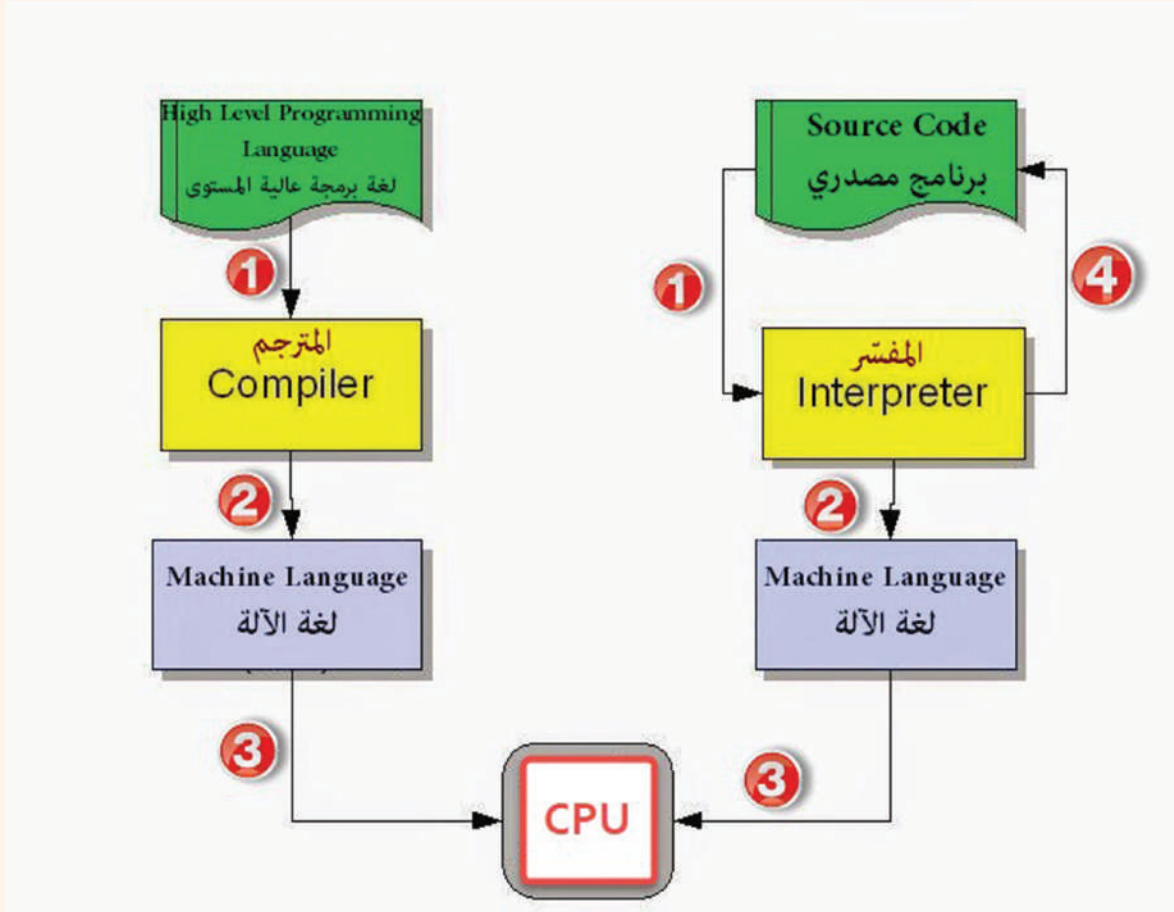 High Level Programming
Language
لغة برمجة عالية المستوى
1
المترجم
Compiler
2
Machine Language
لغة الآلة
3
Source Code
برنامج مصدري
1
4
المفسّر
Interpreter
2
Machine Language
لغة الآلة
3
CPU